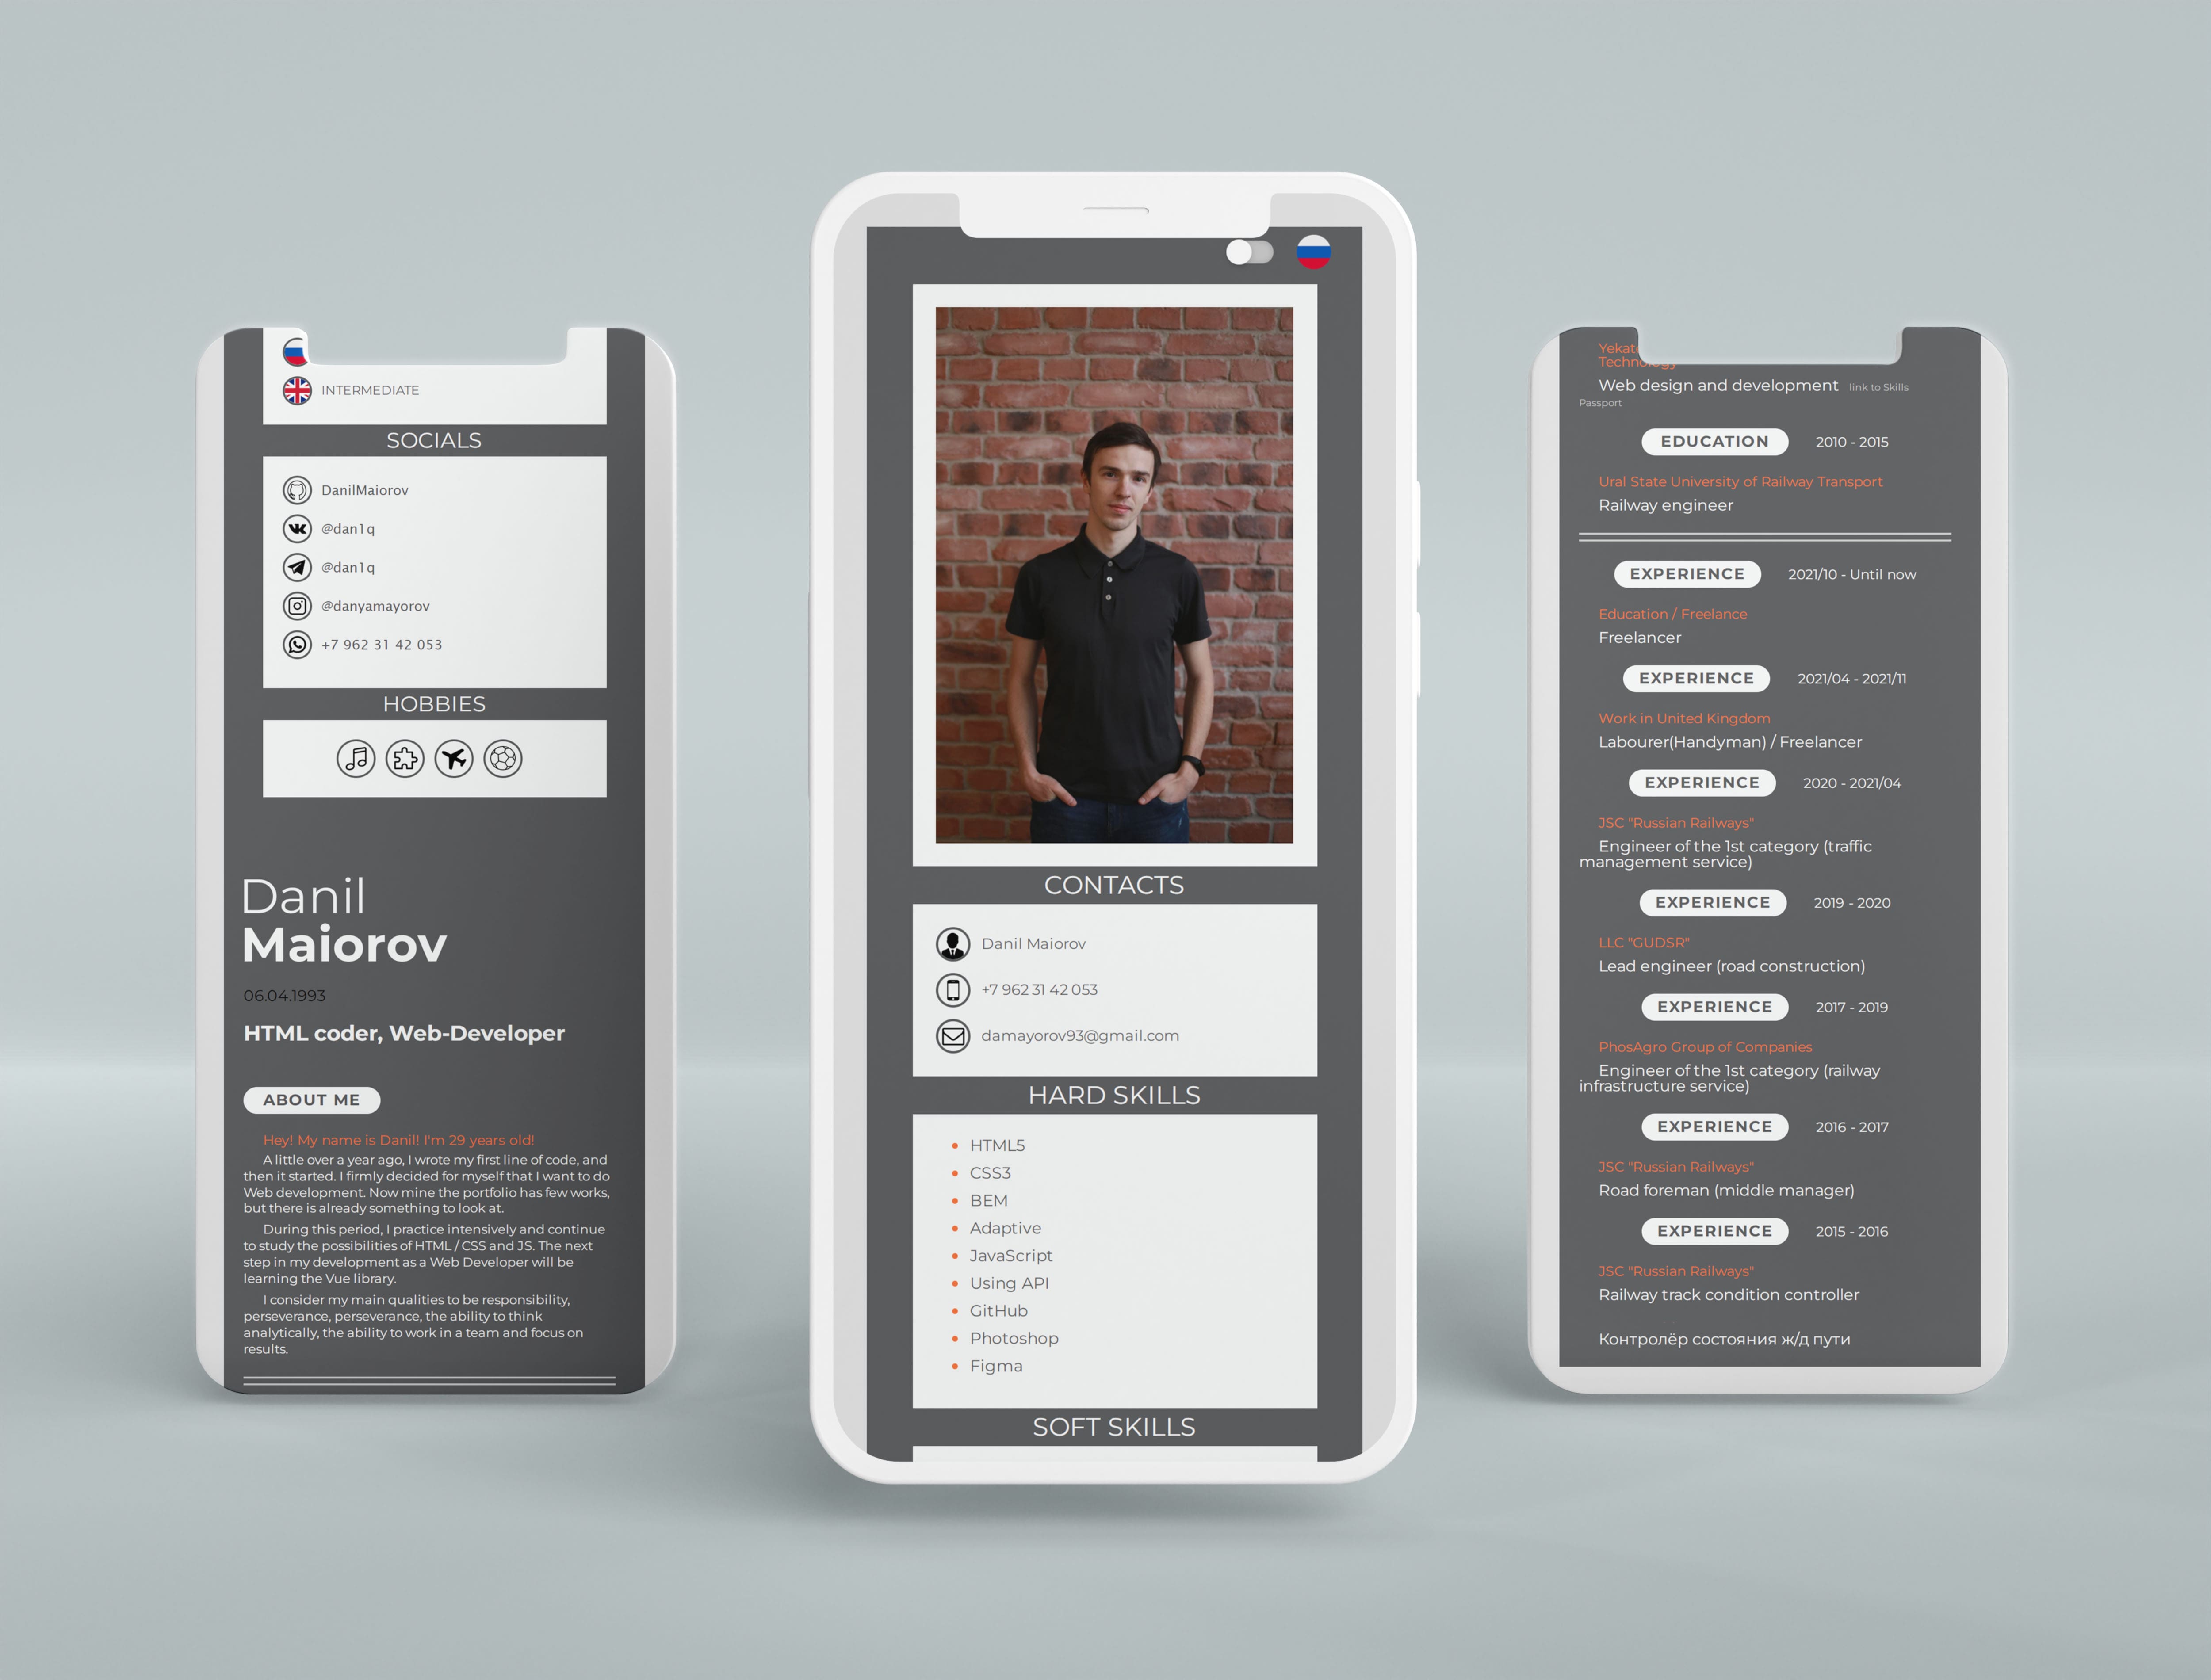 INTERMEDIATE
SOCIALS
DanilMaiorov
@dan1q
@dan1q
@danyamayorov
+7 962 31 42 053
HOBBIES
Danil
Maiorov
06.04.1993
HTML coder, Web-Developer
ABOUT ME
Hey! My name is Danil! I'm 29 years old!
A little over a year ago, I wrote my first line of code, and
then it started. I firmly decided for myself that I want to do
Web development. Now mine the portfolio has few works,
but there is already something to look at.
During this period, I practice intensively and continue
to study the possibilities of HTML / CSS and JS. The next
step in my development as a Web Developer will be
learning the Vue library.
I consider my main qualities to be responsibility,
perseverance, perseverance, the ability to think
analytically, the ability to work in a team and focus on
results.
CONTACTS
Danil Maiorov
+7 962 31 42 053
damayorov93@gmail.com
HARD SKILLS
HTML5
CSS3
BEM
Adaptive
JavaScript
Using API
GitHub
Photoshop
Figma
SOFT SKILLS
Web design and development link to Skills
Passport
EDUCATION 2010 - 2015
Ural State University of Railway Transport
Railway engineer
EXPERIENCE 2021/10 - Until now
Education / Freelance
Freelancer
EXPERIENCE 2021/04 - 2021/11
Work in United Kingdom
Labourer(Handyman) / Freelancer
EXPERIENCE 2020 - 2021/04
JSC "Russian Railways"
Engineer of the 1st category (traffic
management service)
EXPERIENCE 2019 - 2020
LLC "GUDSR"
Lead engineer (road construction)
EXPERIENCE 2017 - 2019
PhosAgro Group of Companies
Engineer of the 1st category (railway
infrastructure service)
EXPERIENCE 2016 - 2017
JSC "Russian Railways"
Road foreman (middle manager)
EXPERIENCE 2015 - 2016
JSC "Russian Railways"
Railway track condition controller
Контролёр состояния ж/д пути